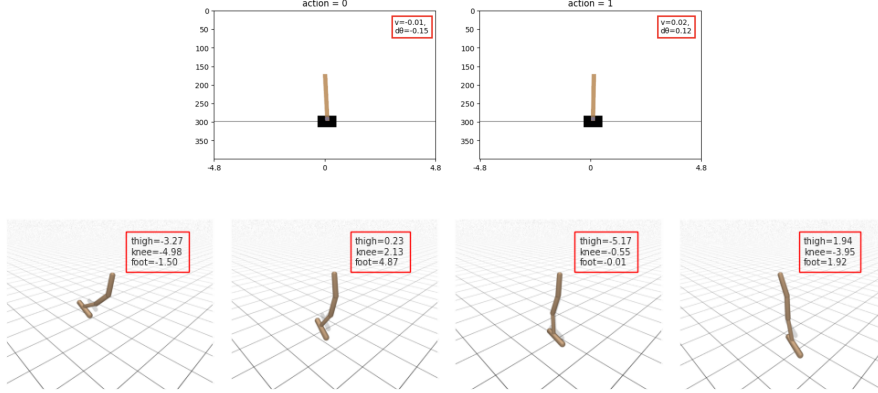 action = 0
0
50
100
150
200
250
300
350
-4.8
0
4.8
v=-0.01,
dθ=-0.15
action = 1
0
50
100
150
200
250
300
350
-4.8
0
4.8
v=0.02,
dθ=0.12
thigh=-3.27
knee=-4.98
foot=-1.50
thigh=0.23
knee=2.13
foot=4.87
thigh=-5.17
knee=-0.55
foot=-0.01
thigh=1.94
knee=-3.95
foot=1.92